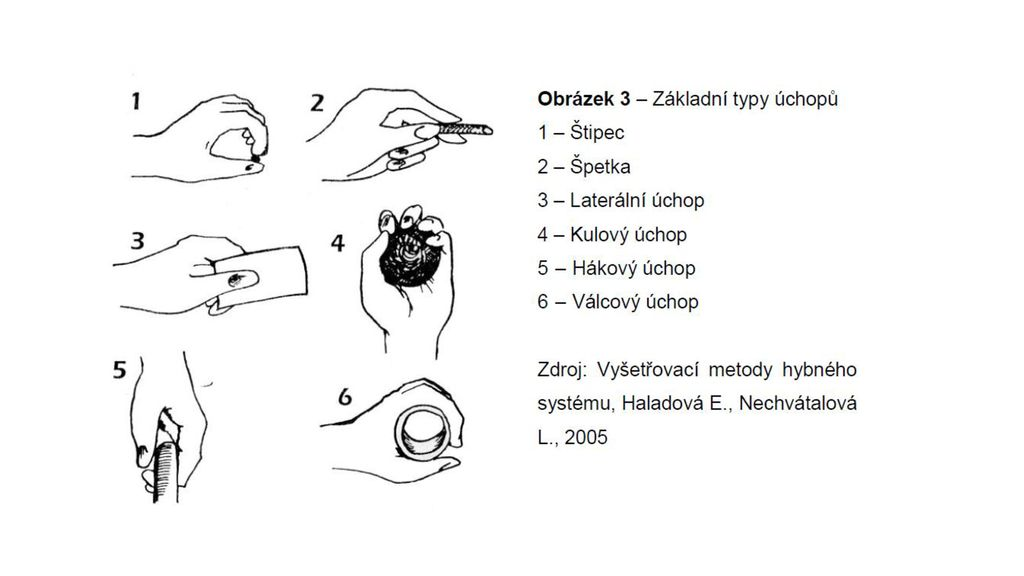 1
2
3
4
5
6
Obrázek 3 – Základní typy úchopů
1 – Štipec
2 – Špetka
3 – Laterální úchop
4 – Kulový úchop
5 – Hákový úchop
6 – Válcový úchop
Zdroj: Vyšetřovací metody hybného
systému, Haladová E., Nechvátalová
L., 2005